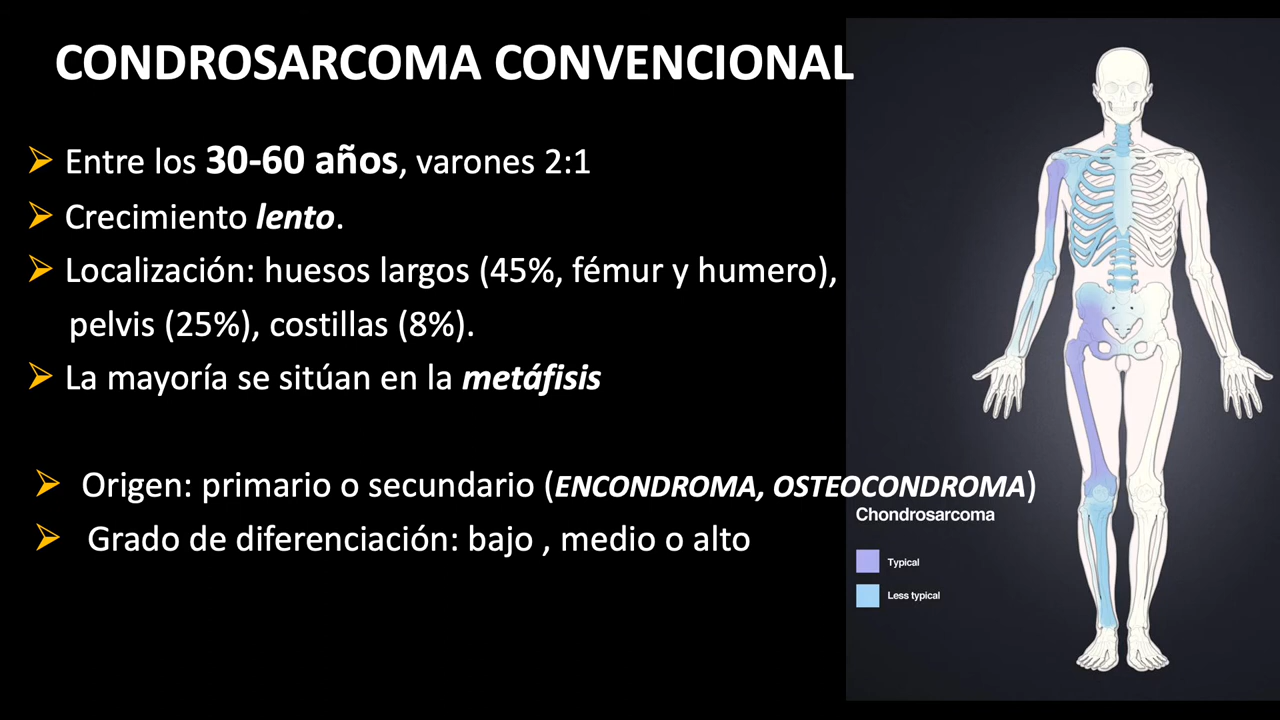 CONDROSARCOMA CONVENCIONAL
Entre los 30-60 años, varones 2:1
Crecimiento lento.
Localización: huesos largos (45%, fémur y humero),
pelvis (25%), costillas (8%).
La mayoría se sitúan en la metáfisis
Origen: primario o secundario (ENCONDROMA, OSTEOCONDROMA)
Grado de diferenciación: bajo , medio o alto
Chondrosarcoma
Typical
Less typical